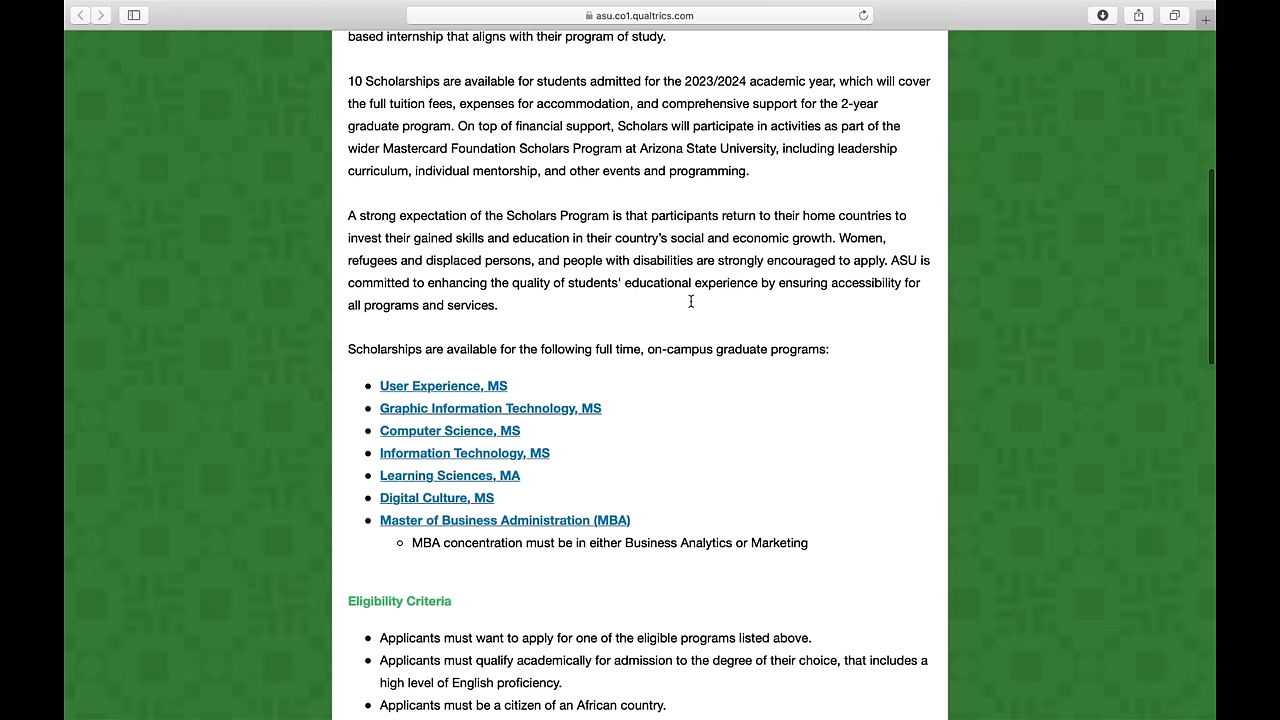 asu.co1.qualtrics.com
based internship that aligns with their program of study.
10 Scholarships are available for students admitted for the 2023/2024 academic year, which will cover
the full tuition fees, expenses for accommodation, and comprehensive support for the 2-year
graduate program. On top of financial support, Scholars will participate in activities as part of the
wider Mastercard Foundation Scholars Program at Arizona State University, including leadership
curriculum, individual mentorship, and other events and programming.
A strong expectation of the Scholars Program is that participants return to their home countries to
invest their gained skills and education in their country’s social and economic growth. Women,
refugees and displaced persons, and people with disabilities are strongly encouraged to apply. ASU is
committed to enhancing the quality of students' educational experience by ensuring accessibility for
all programs and services.
Scholarships are available for the following full time, on-campus graduate programs:
• User Experience, MS
• Graphic Information Technology, MS
• Computer Science, MS
• Information Technology, MS
• Learning Sciences, MA
• Digital Culture, MS
• Master of Business Administration (MBA)
○ MBA concentration must be in either Business Analytics or Marketing
Eligibility Criteria
• Applicants must want to apply for one of the eligible programs listed above.
• Applicants must qualify academically for admission to the degree of their choice, that includes a
high level of English proficiency.
• Applicants must be a citizen of an African country.